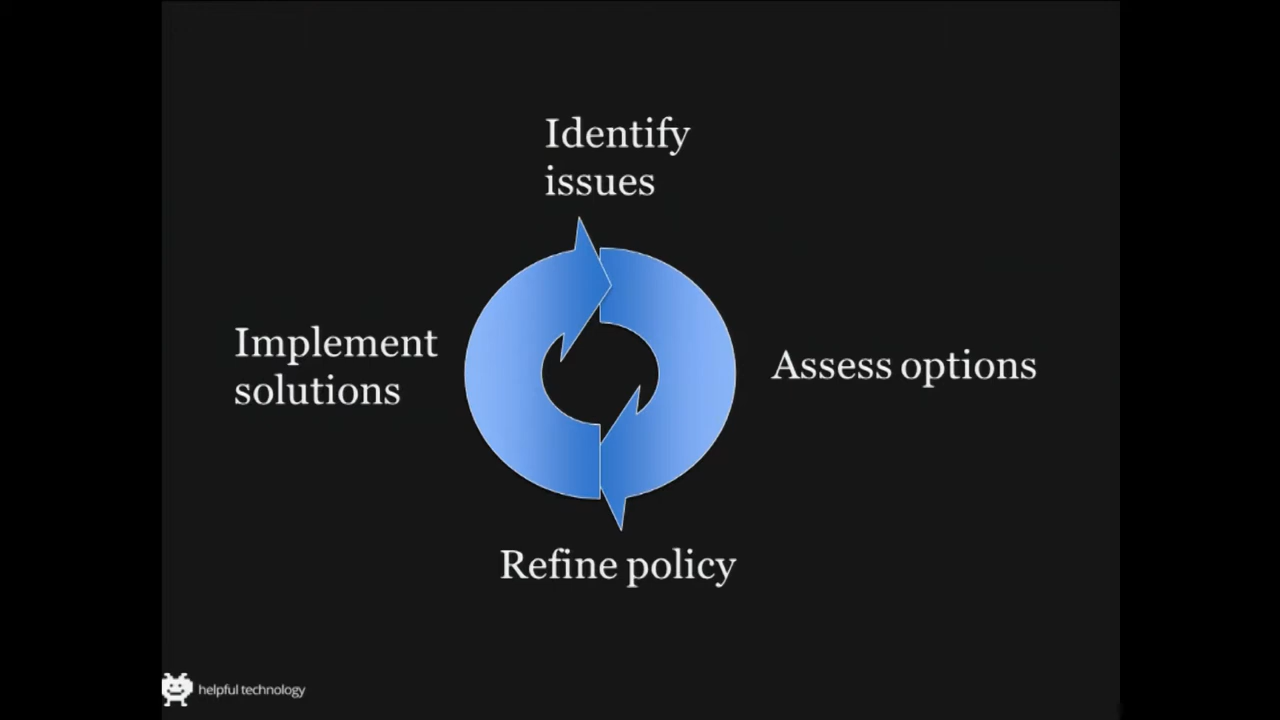 Identify
issues
Implement
solutions
Assess options
Refine policy
helpful technology